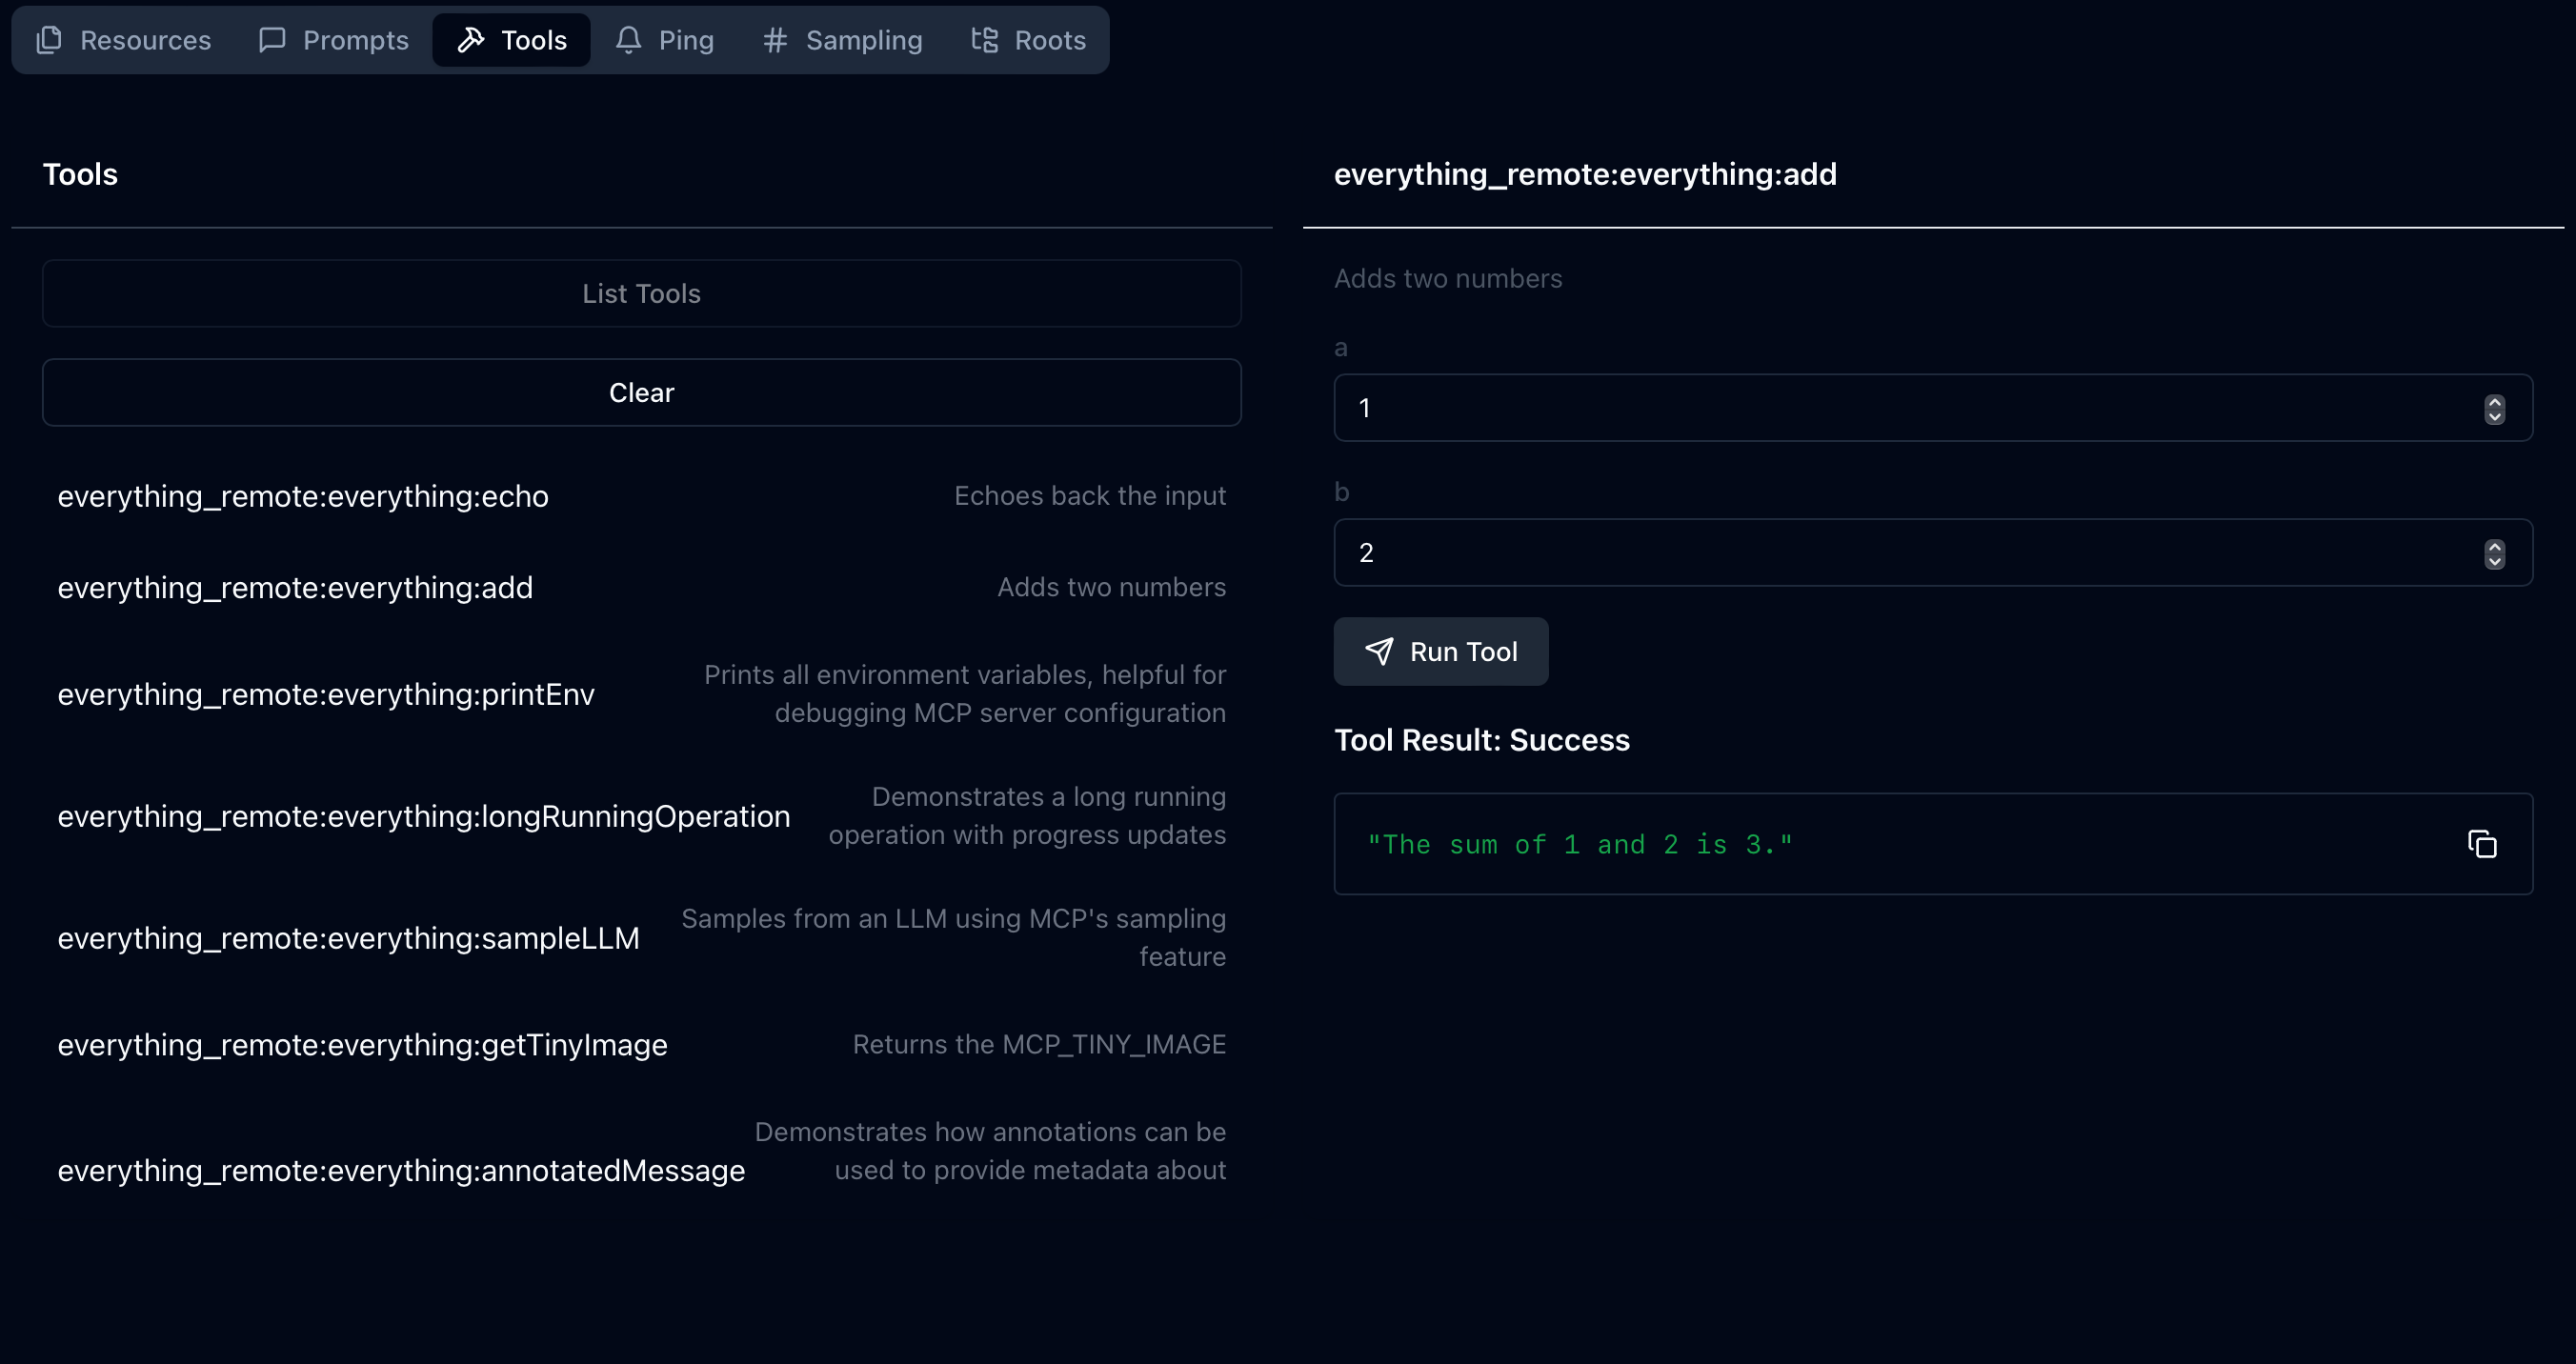 Resources Prompts Tools Ping Sampling Roots
Tools
List Tools
Clear
everything_remote:everything:echo Echoes back the input
everything_remote:everything:add Adds two numbers
everything_remote:everything:printEnv Prints all environment variables, helpful for
debugging MCP server configuration
everything_remote:everything:longRunningOperation Demonstrates a long running
operation with progress updates
everything_remote:everything:sampleLLM Samples from an LLM using MCP's sampling
feature
everything_remote:everything:getTinyImage Returns the MCP_TINY_IMAGE
everything_remote:everything:annotatedMessage Demonstrates how annotations can be
used to provide metadata about
everything_remote:everything:add
Adds two numbers
a
1
b
2
Run Tool
Tool Result: Success
"The sum of 1 and 2 is 3."